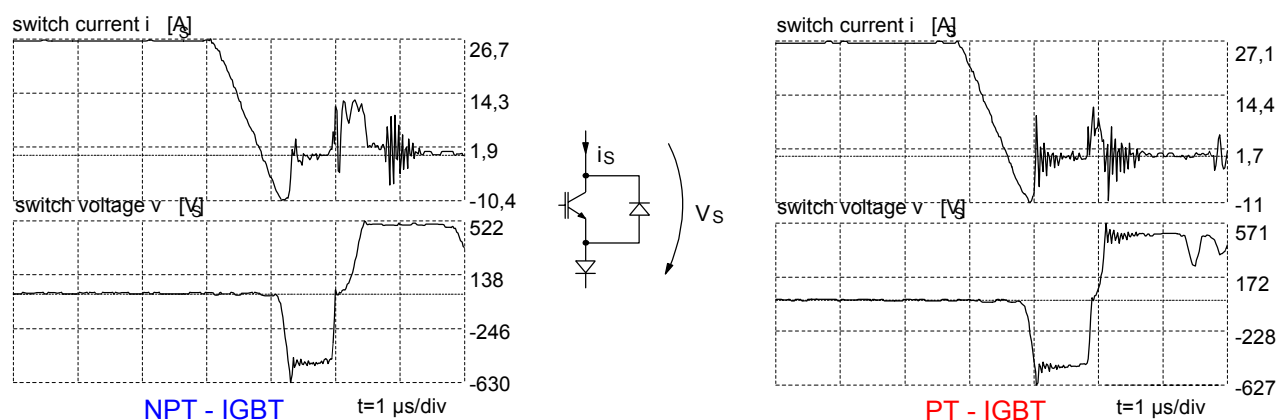 switch current i [A]S
26,7
14,3
1,9
-10,4
switch voltage v [V]S
522
138
-246
-630
NPT - IGBT
t=1 µs/div
iS
VS
switch current i [A]S
27,1
14,4
1,7
-11
switch voltage v [V]S
571
172
-228
-627
PT - IGBT
t=1 µs/div